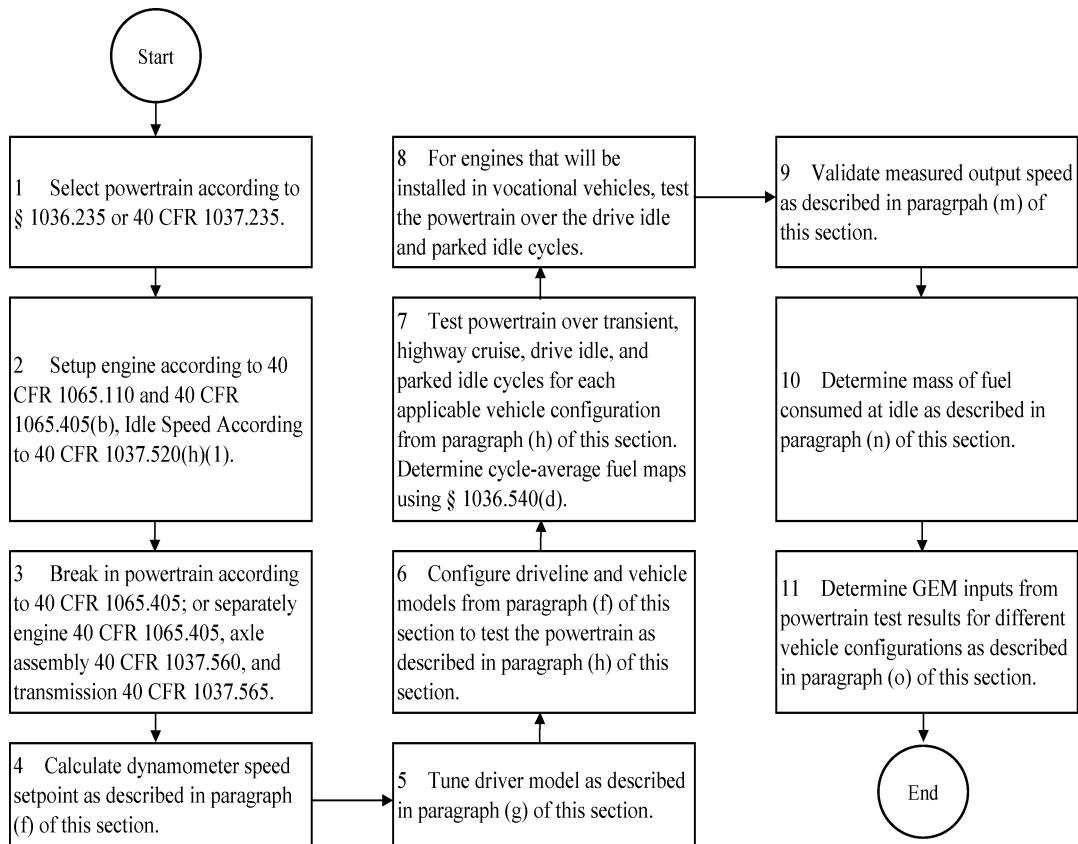 Start
1 Select powertrain according to
§ 1036.235 or 40 CFR 1037.235.
2 Setup engine according to 40
CFR 1065.110 and 40 CFR
1065.405(b), Idle Speed According
to 40 CFR 1037.520(h)(1).
3 Break in powertrain according
to 40 CFR 1065.405; or separately
engine 40 CFR 1065.405, axle
assembly 40 CFR 1037.560, and
transmission 40 CFR 1037.565.
4 Calculate dynamometer speed
setpoint as described in paragraph
(f) of this section.
5 Tune driver model as described
in paragraph (g) of this section.
6 Configure driveline and vehicle
models from paragraph (f) of this
section to test the powertrain as
described in paragraph (h) of this
section.
7 Test powertrain over transient,
highway cruise, drive idle, and
parked idle cycles for each
applicable vehicle configuration
from paragraph (h) of this section.
Determine cycle-average fuel maps
using § 1036.540(d).
8 For engines that will be
installed in vocational vehicles, test
the powertrain over the drive idle
and parked idle cycles.
9 Validate measured output speed
as described in paragrpah (m) of
this section.
10 Determine mass of fuel
consumed at idle as described in
paragraph (n) of this section.
11 Determine GEM inputs from
powertrain test results for different
vehicle configurations as described
in paragraph (o) of this section.
End